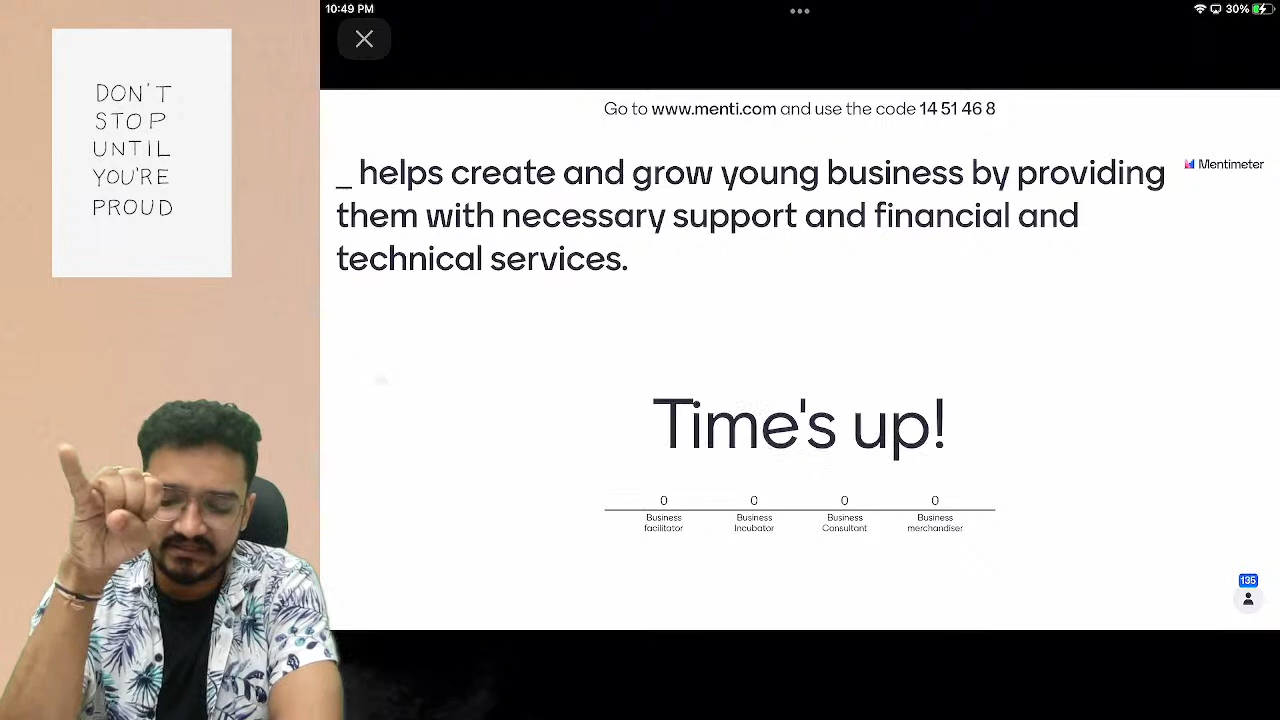 10:49 PM
30%
DON'T
STOP
UNTIL
YOU'RE
PROUD
Go to www.menti.com and use the code 14 51 46 8
Mentimeter
_ helps create and grow young business by providing
them with necessary support and financial and
technical services.
Time's up!
0 0 0 0
Business Business Business Business
facilitator Incubator Consultant merchandiser
135